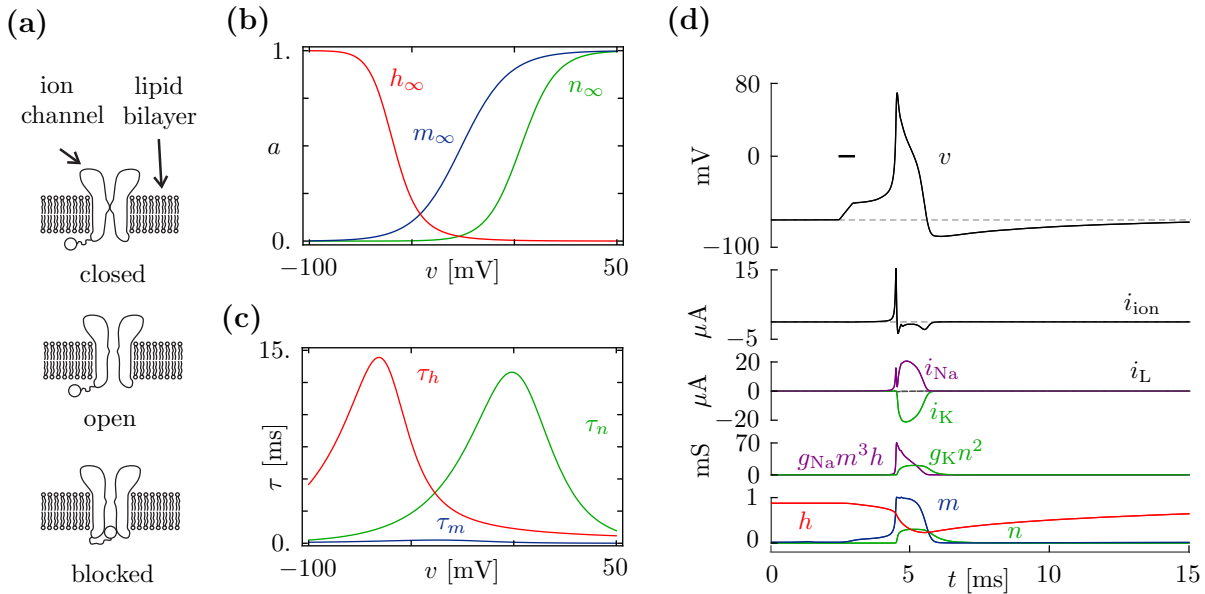 (a)
ion
channel
lipid
bilayer
closed
open
blocked
(b)
1.
a
0.
h∞
m∞
n∞
−100
v [mV]
50
(c)
15.
τ [ms]
0.
τh
τn
τm
−100
v [mV]
50
(d)
80
0
−100
mV
v
15
−5
μA
iion
20
0
−20
μA
iNa
iK
iL
70
0
mS
gNam³h
gKn²
1
0
h
m
n
0
5
10
15
t [ms]